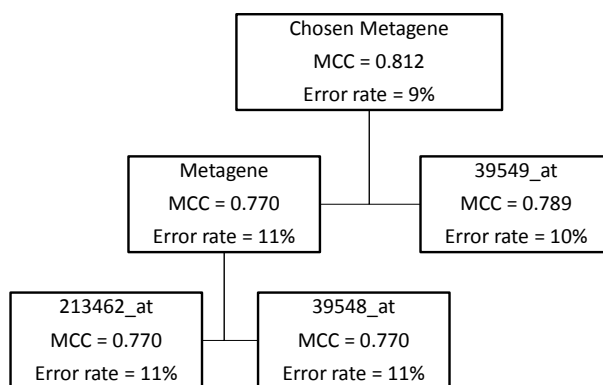 Chosen Metagene
MCC = 0.812
Error rate = 9%
Metagene
MCC = 0.770
Error rate = 11%
39549_at
MCC = 0.789
Error rate = 10%
213462_at
MCC = 0.770
Error rate = 11%
39548_at
MCC = 0.770
Error rate = 11%